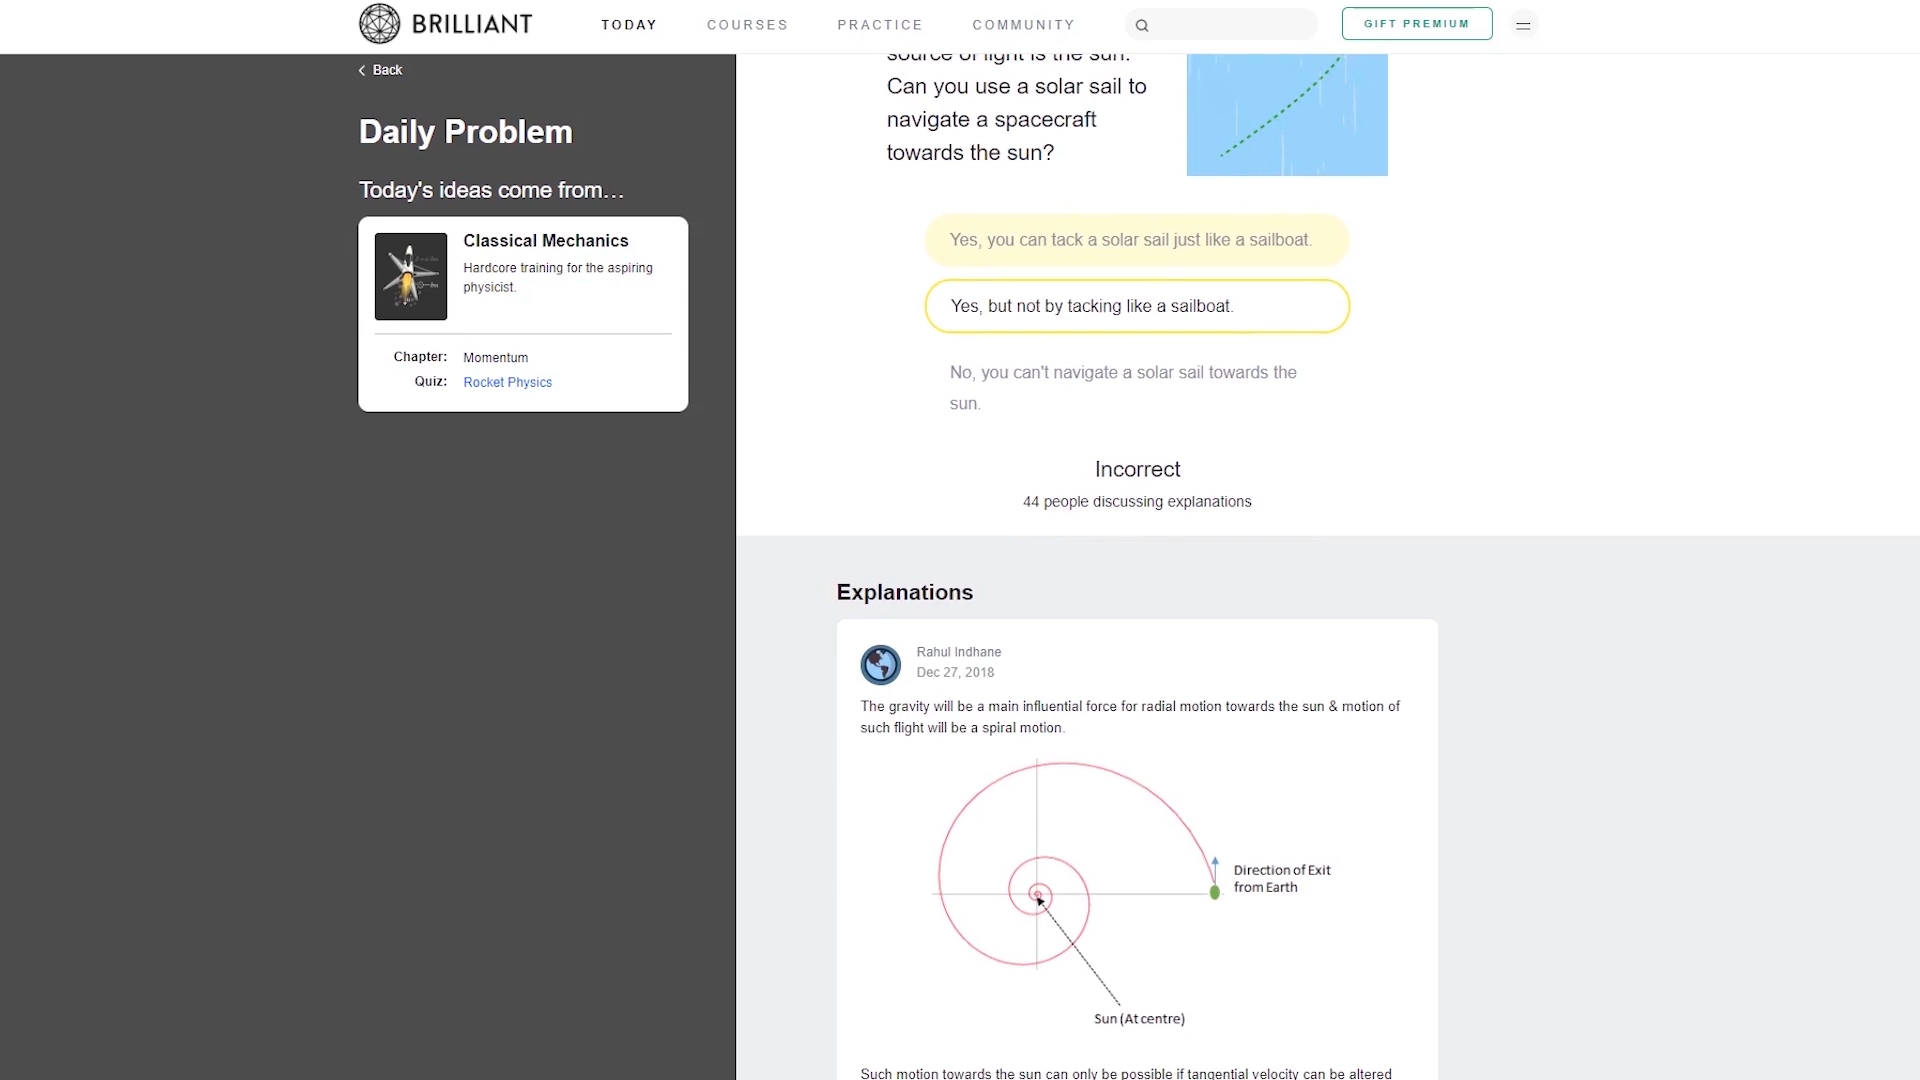 BRILLIANT
TODAY
COURSES
PRACTICE
COMMUNITY
GIFT PREMIUM
Back
Daily Problem
Today's ideas come from…
Classical Mechanics
Hardcore training for the aspiring
physicist.
Chapter: Momentum
Quiz: Rocket Physics
source of light is the sun.
Can you use a solar sail to
navigate a spacecraft
towards the sun?
Yes, you can tack a solar sail just like a sailboat.
Yes, but not by tacking like a sailboat.
No, you can't navigate a solar sail towards the
sun.
Incorrect
44 people discussing explanations
Explanations
Rahul Indhane
Dec 27, 2018
The gravity will be a main influential force for radial motion towards the sun & motion of
such flight will be a spiral motion.
Direction of Exit
from Earth
Sun (At centre)
Such motion towards the sun can only be possible if tangential velocity can be altered